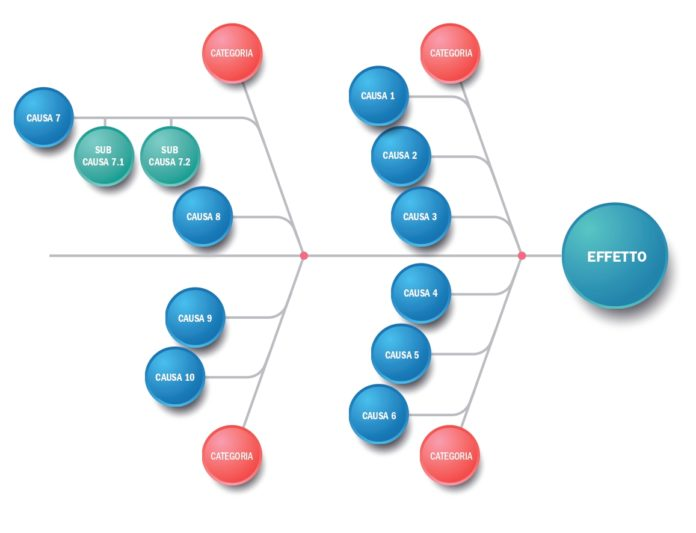 CATEGORIA
CATEGORIA
CAUSA 7
CAUSA 1
SUB
CAUSA 7.1
SUB
CAUSA 7.2
CAUSA 2
CAUSA 8
CAUSA 3
EFFETTO
CAUSA 9
CAUSA 4
CAUSA 10
CAUSA 5
CAUSA 6
CATEGORIA
CATEGORIA